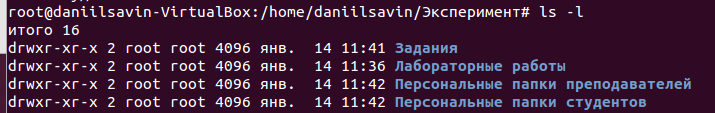 root@daniilsavin-VirtualBox:/home/daniilsavin/Эксперимент# ls -l
итого 16
drwxr-xr-x 2 root root 4096 янв.  14 11:41 Задания
drwxr-xr-x 2 root root 4096 янв.  14 11:36 Лабораторные работы
drwxr-xr-x 2 root root 4096 янв.  14 11:42 Персональные папки преподавателей
drwxr-xr-x 2 root root 4096 янв.  14 11:42 Персональные папки студентов